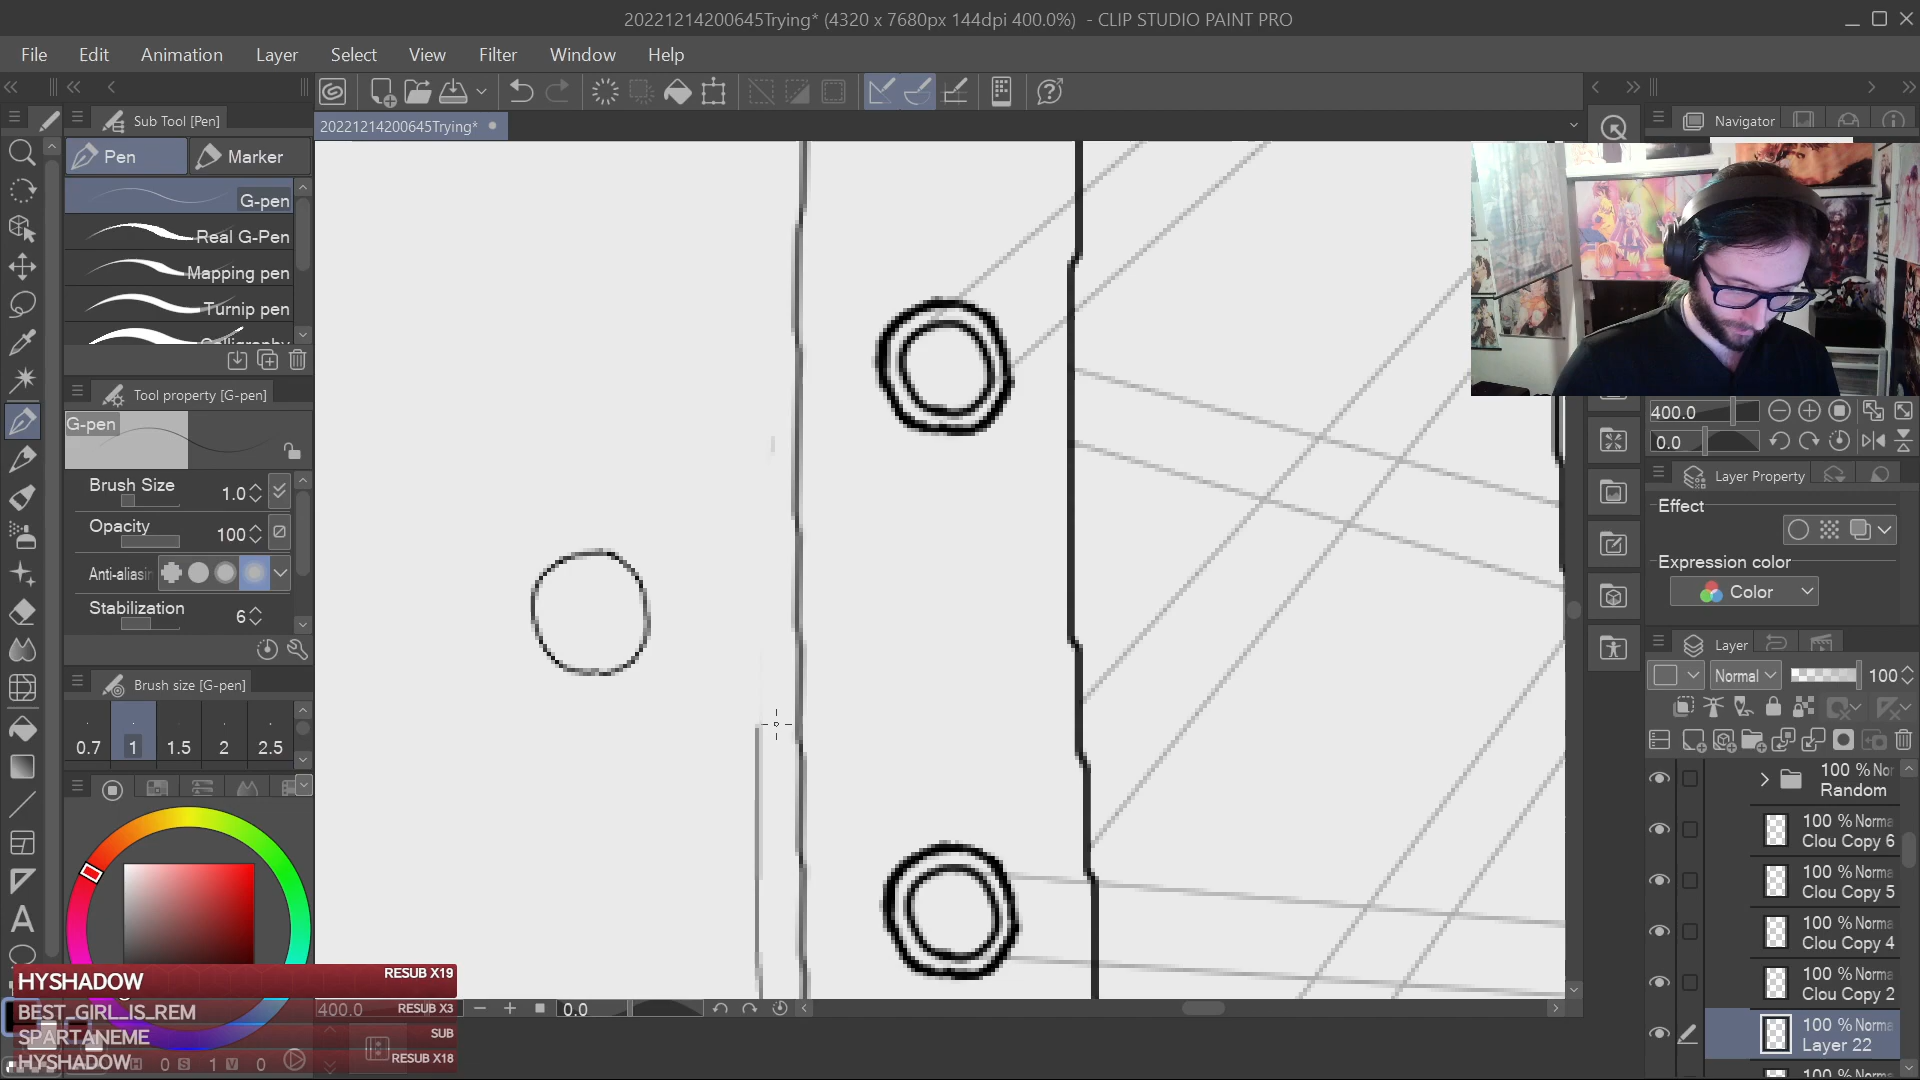 20221214200645Trying* (4320 x 7680px 144dpi 400.0%) - CLIP STUDIO PAINT PRO
File Edit Animation Layer Select View Filter Window Help
Sub Tool [Pen]
20221214200645Trying*
Navigator
Pen Marker
G-pen
Real G-Pen
Mapping pen
Turnip pen
Tool property [G-pen]
G-pen
Brush Size 1.0
Opacity 100
Anti-aliasin
Stabilization 6
Brush size [G-pen]
0.7 1 1.5 2 2.5
400.0
0.0
Layer Property
Effect
Expression color
Color
Layer
Normal 100
100 % Nor
Random
100 % Norma
Clou Copy 6
100 % Norma
Clou Copy 5
100 % Norma
Clou Copy 4
100 % Norma
Clou Copy 2
100 % Norma
Layer 22
HYSHADOW RESUB X19
BEST_GIRL_IS_REM RESUB X3
SPARTANEME SUB
HYSHADOW RESUB X18
400.0 0.0
H 0 S 1 V 0
A